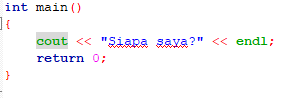 int main()
{
cout << "Siapa saya?" << endl;
return 0;
}